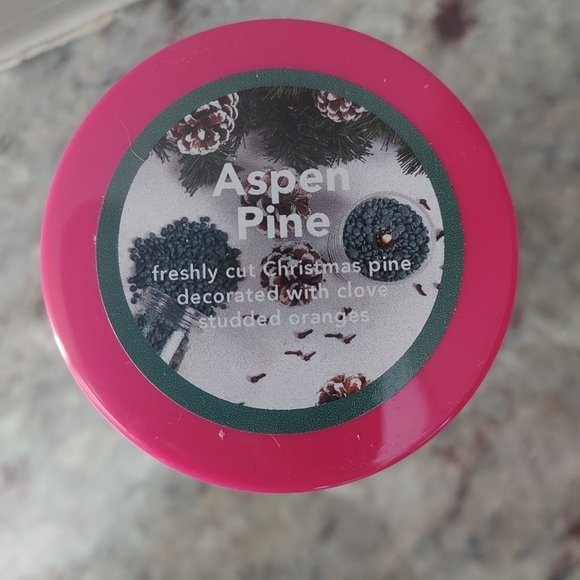 Aspen
Pine
freshly cut Christmas pine
decorated with clove
studded oranges